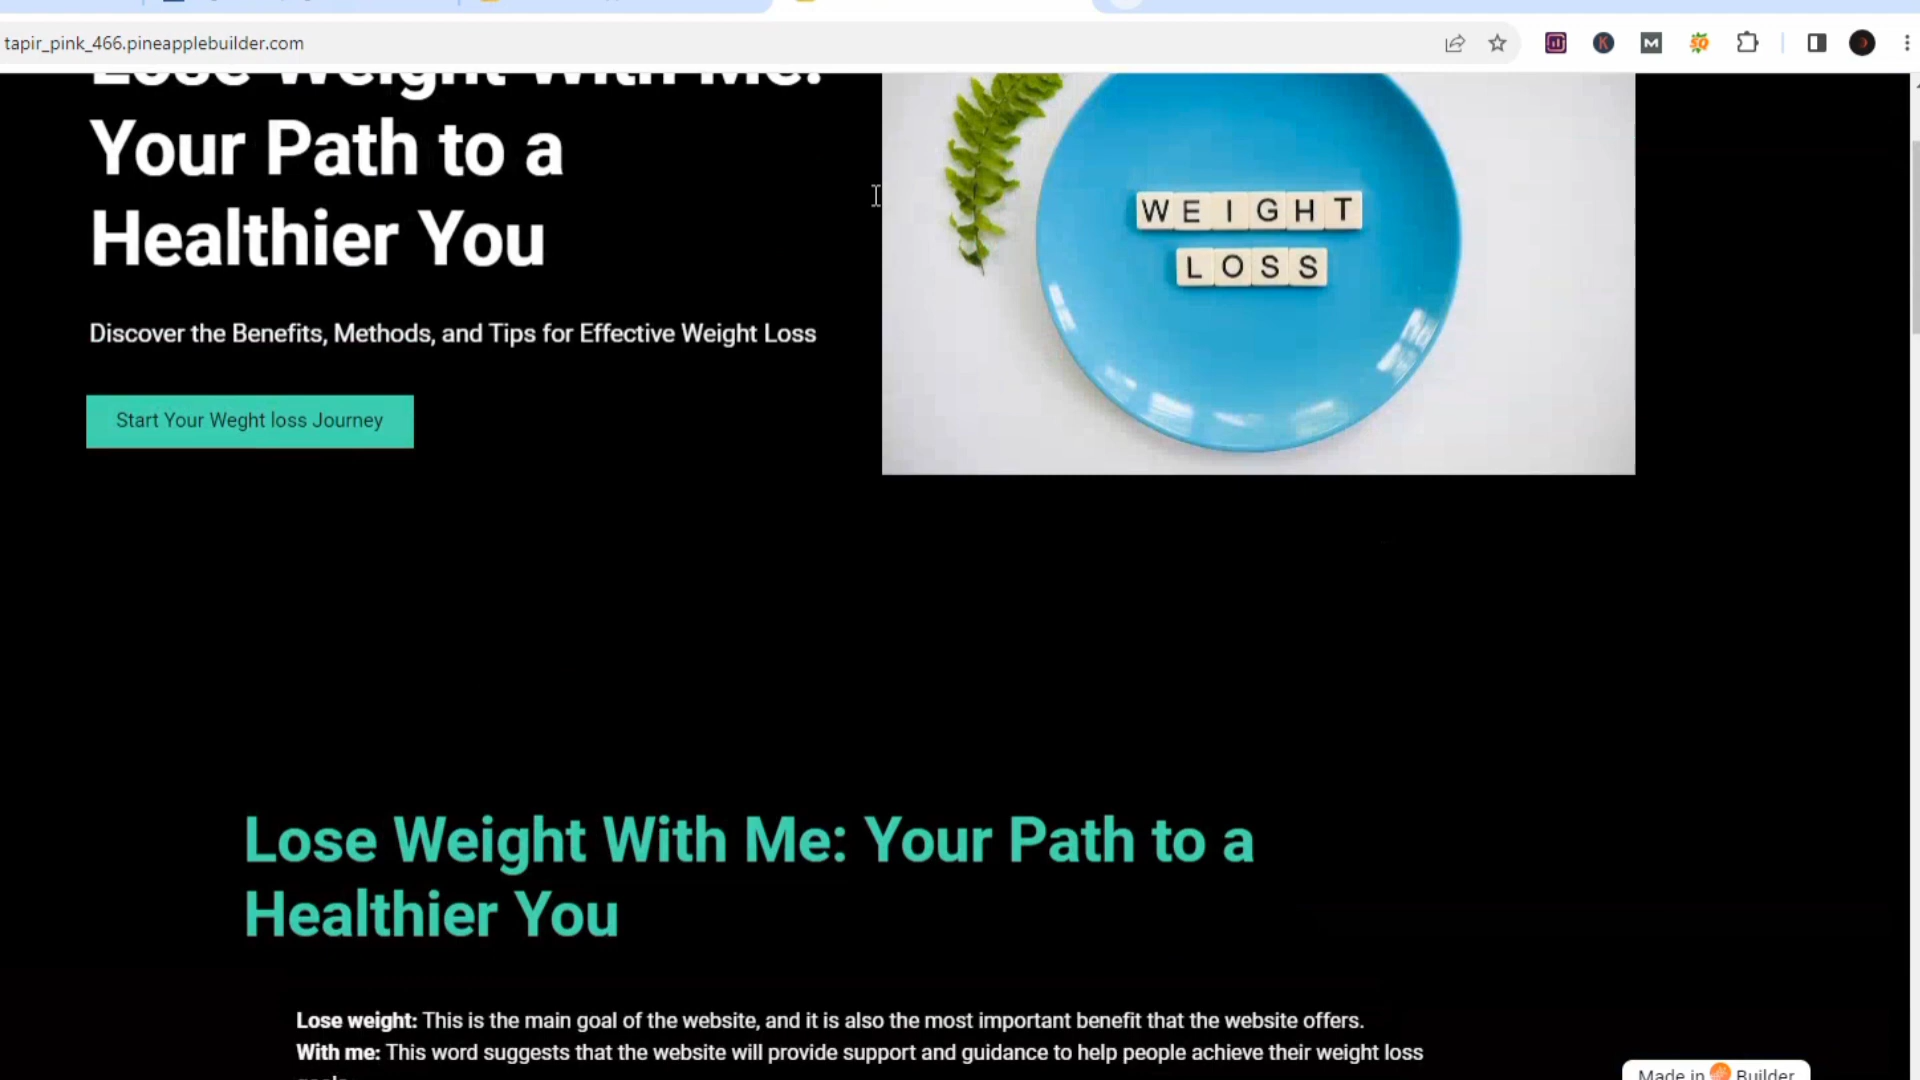 tapir_pink_466.pineapplebuilder.com
Lose Weight With Me:
Your Path to a
Healthier You
WEIGHT
LOSS
Discover the Benefits, Methods, and Tips for Effective Weight Loss
Start Your Weght loss Journey
Lose Weight With Me: Your Path to a
Healthier You
Lose weight: This is the main goal of the website, and it is also the most important benefit that the website offers.
With me: This word suggests that the website will provide support and guidance to help people achieve their weight loss
Made in Builder